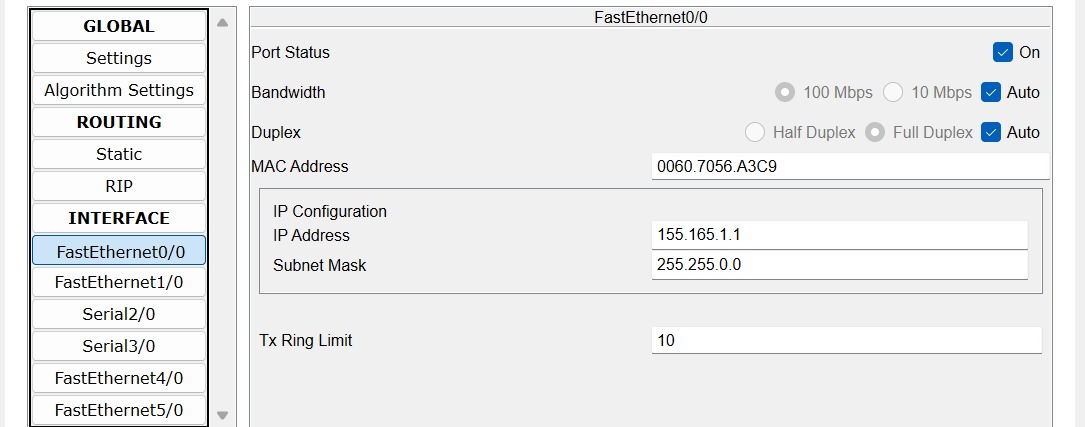 GLOBAL
Settings
Algorithm Settings
ROUTING
Static
RIP
INTERFACE
FastEthernet0/0
FastEthernet1/0
Serial2/0
Serial3/0
FastEthernet4/0
FastEthernet5/0
FastEthernet0/0
Port Status On
Bandwidth 100 Mbps 10 Mbps Auto
Duplex Half Duplex Full Duplex Auto
MAC Address 0060.7056.A3C9
IP Configuration
IP Address 155.165.1.1
Subnet Mask 255.255.0.0
Tx Ring Limit 10